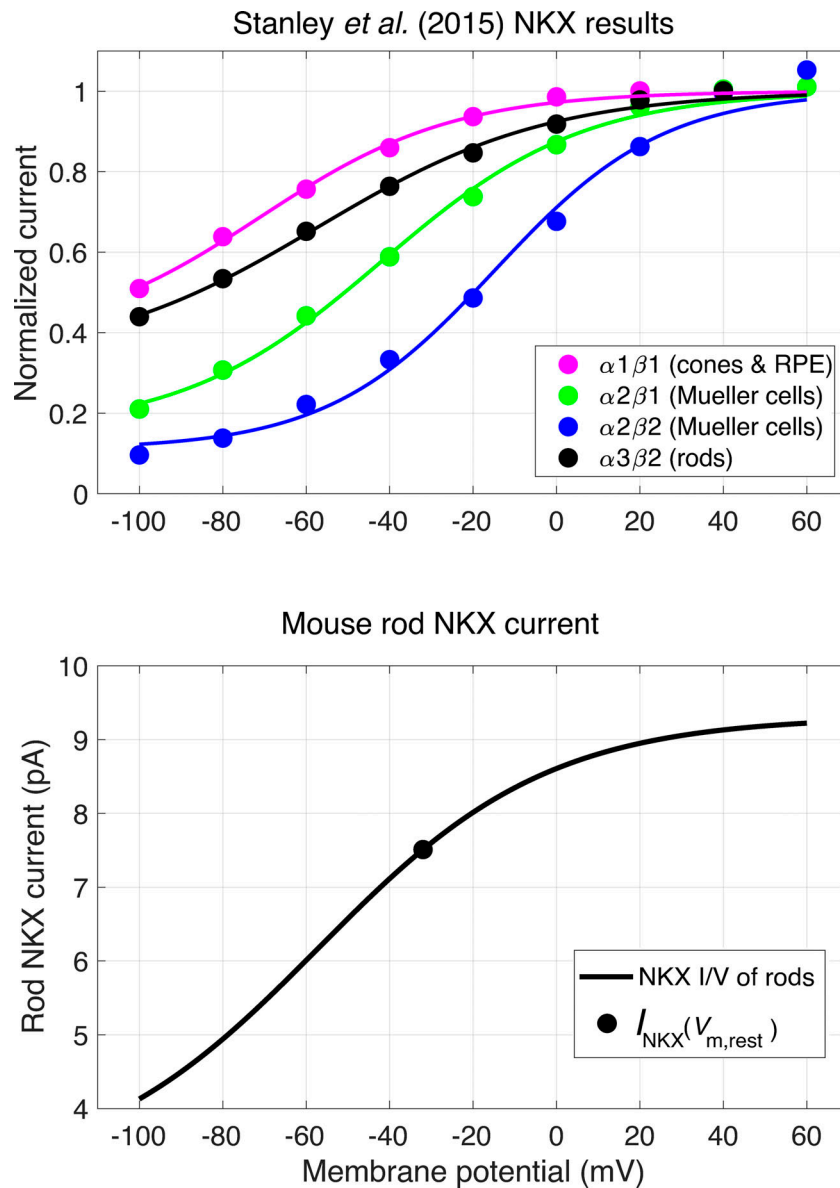 Stanley et al. (2015) NKX results
Normalized current
1
0.8
0.6
0.4
0.2
0
-100 -80 -60 -40 -20 0 20 40 60
α1β1 (cones & RPE)
α2β1 (Mueller cells)
α2β2 (Mueller cells)
α3β2 (rods)
Mouse rod NKX current
Rod NKX current (pA)
10
9
8
7
6
5
4
-100 -80 -60 -40 -20 0 20 40 60
Membrane potential (mV)
NKX I/V of rods
I NKX (V m,rest )